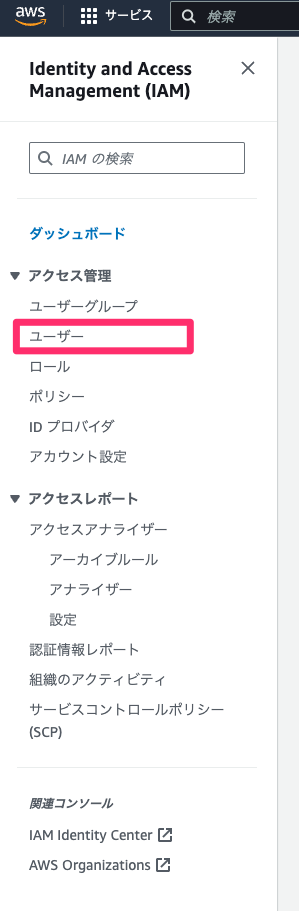 aws
サービス
検索
Identity and Access
Management (IAM)
IAM の検索
ダッシュボード
アクセス管理
ユーザーグループ
ユーザー
ロール
ポリシー
ID プロバイダ
アカウント設定
アクセスレポート
アクセスアナライザー
アーカイブルール
アナライザー
設定
認証情報レポート
組織のアクティビティ
サービスコントロールポリシー
(SCP)
関連コンソール
IAM Identity Center
AWS Organizations